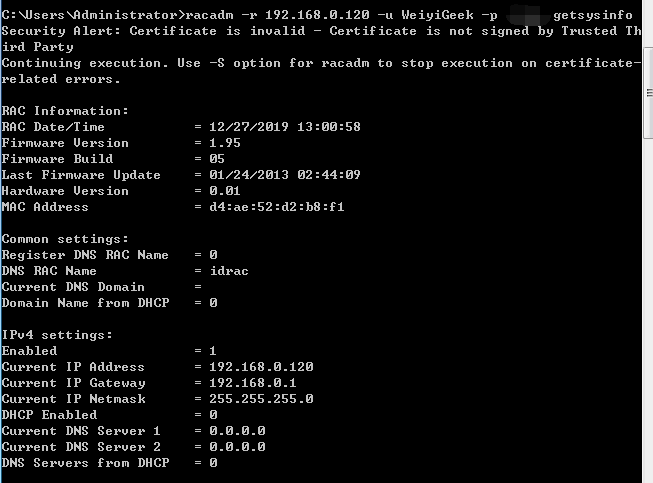 C:\Users\Administrator>racadm -r 192.168.0.120 -u WeiyiGeek -p getsysinfo
Security Alert: Certificate is invalid - Certificate is not signed by Trusted Th
ird Party
Continuing execution. Use -S option for racadm to stop execution on certificate-
related errors.
RAC Information:
RAC Date/Time = 12/27/2019 13:00:58
Firmware Version = 1.95
Firmware Build = 05
Last Firmware Update = 01/24/2013 02:44:09
Hardware Version = 0.01
MAC Address = d4:ae:52:d2:b8:f1
Common settings:
Register DNS RAC Name = 0
DNS RAC Name = idrac
Current DNS Domain =
Domain Name from DHCP = 0
IPv4 settings:
Enabled = 1
Current IP Address = 192.168.0.120
Current IP Gateway = 192.168.0.1
Current IP Netmask = 255.255.255.0
DHCP Enabled = 0
Current DNS Server 1 = 0.0.0.0
Current DNS Server 2 = 0.0.0.0
DNS Servers from DHCP = 0